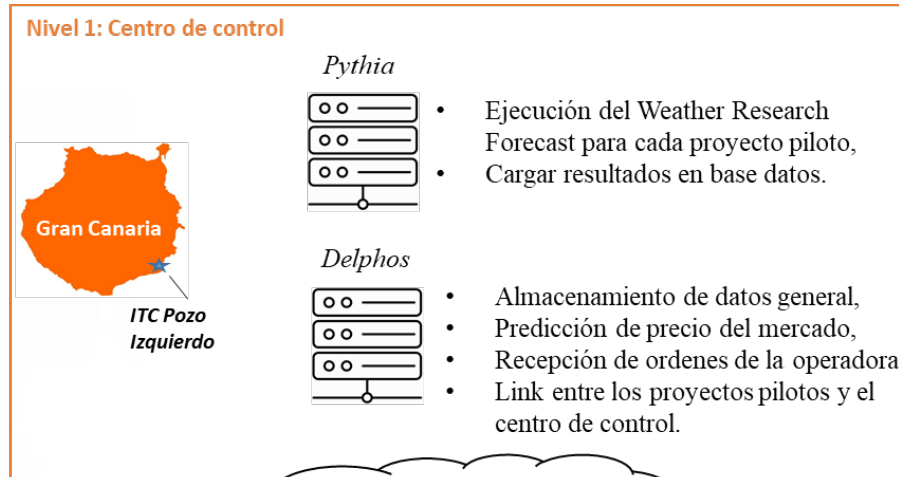 Nivel 1: Centro de control
Pythia
• Ejecución del Weather Research
Forecast para cada proyecto piloto,
• Cargar resultados en base datos.
Gran Canaria
ITC Pozo
Izquierdo
Delphos
• Almacenamiento de datos general,
• Predicción de precio del mercado,
• Recepción de ordenes de la operadora
• Link entre los proyectos pilotos y el
centro de control.